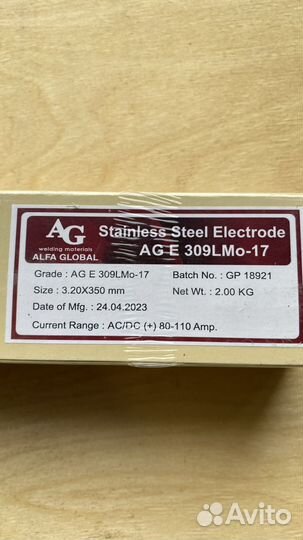 AG
welding materials
ALFA GLOBAL
Stainless Steel Electrode
AG E 309LMo-17
Grade : AG E 309LMo-17
Batch No. : GP 18921
Size : 3.20X350 mm
Net Wt. : 2.00 KG
Date of Mfg. : 24.04.2023
Current Range : AC/DC (+) 80-110 Amp.
Avito